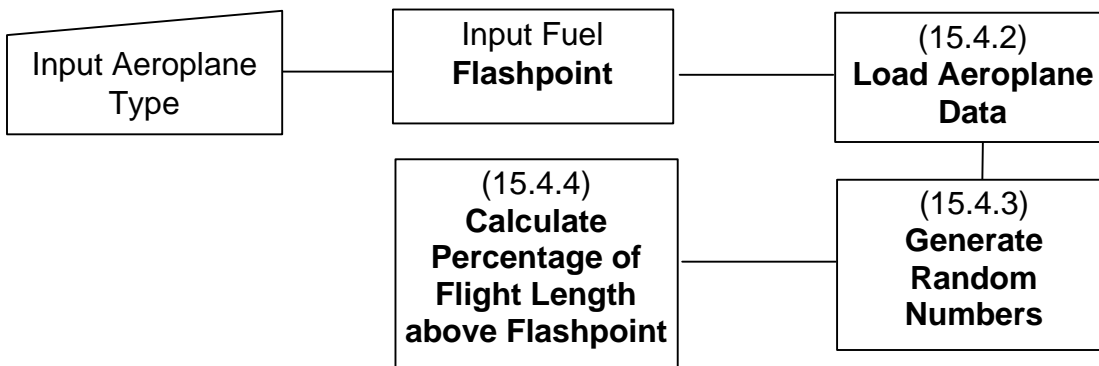 Input Aeroplane
Type
Input Fuel
Flashpoint
(15.4.2)
Load Aeroplane
Data
(15.4.3)
Generate
Random
Numbers
(15.4.4)
Calculate
Percentage of
Flight Length
above Flashpoint